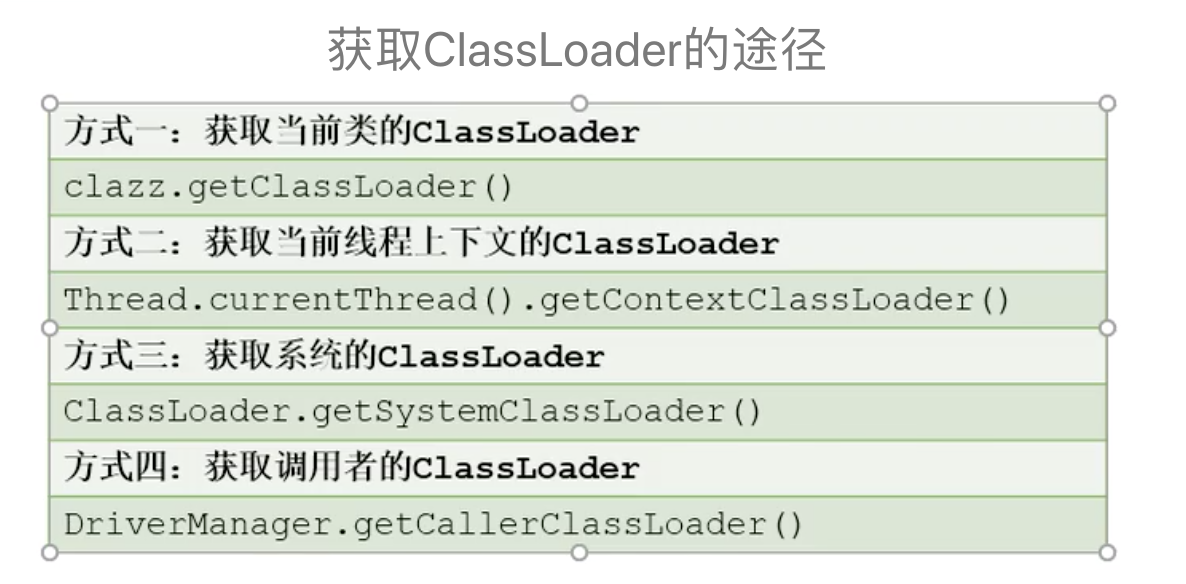 获取ClassLoader的途径
方式一：获取当前类的ClassLoader
clazz.getClassLoader()
方式二：获取当前线程上下文的ClassLoader
Thread.currentThread().getContextClassLoader()
方式三：获取系统的ClassLoader
ClassLoader.getSystemClassLoader()
方式四：获取调用者的ClassLoader
DriverManager.getCallerClassLoader()